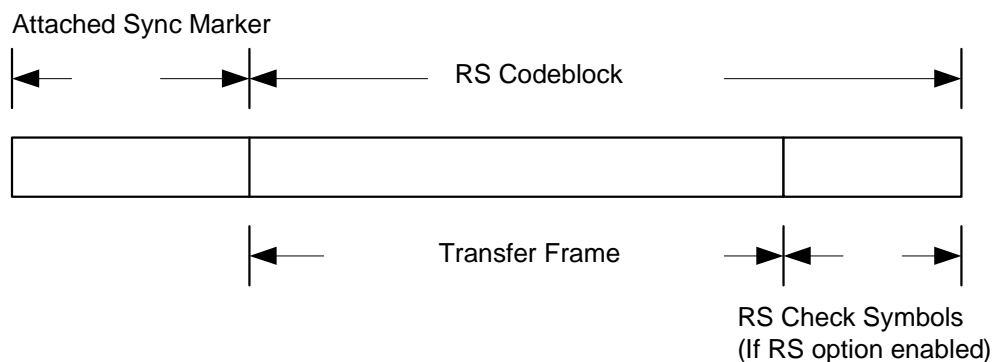 Attached Sync Marker
RS Codeblock
Transfer Frame
RS Check Symbols
(If RS option enabled)